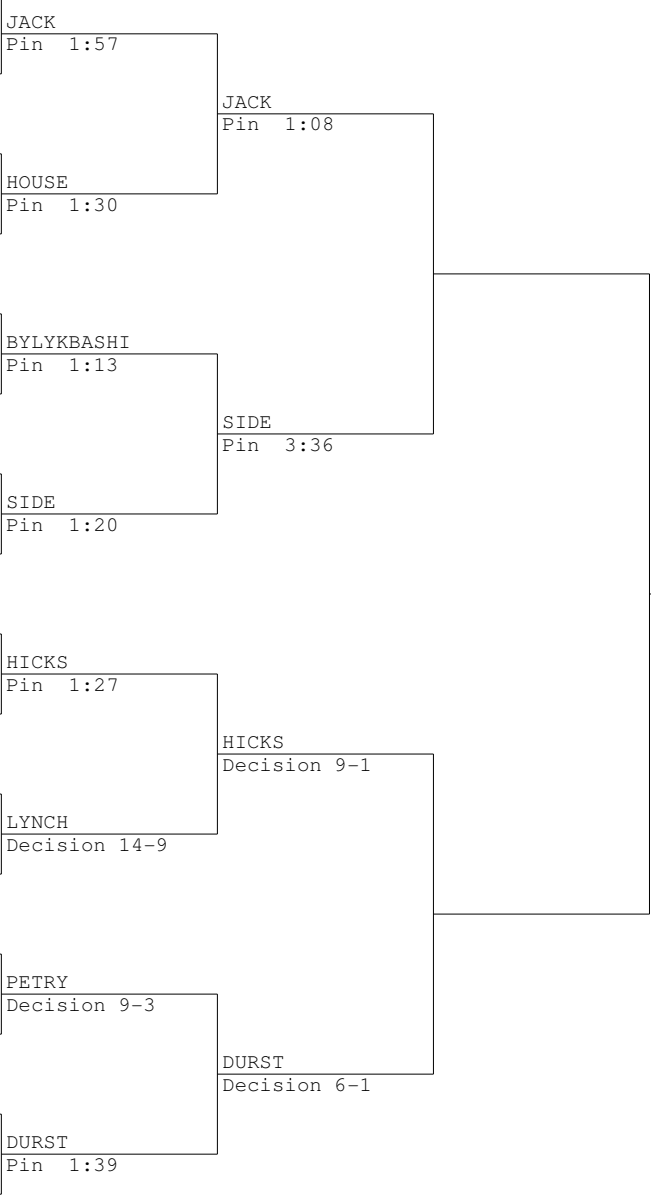 JACK
Pin  1:57
JACK
Pin  1:08
HOUSE
Pin  1:30
BYLYKBASHI
Pin  1:13
SIDE
Pin  3:36
SIDE
Pin  1:20
HICKS
Pin  1:27
HICKS
Decision 9-1
LYNCH
Decision 14-9
PETRY
Decision 9-3
DURST
Decision 6-1
DURST
Pin  1:39